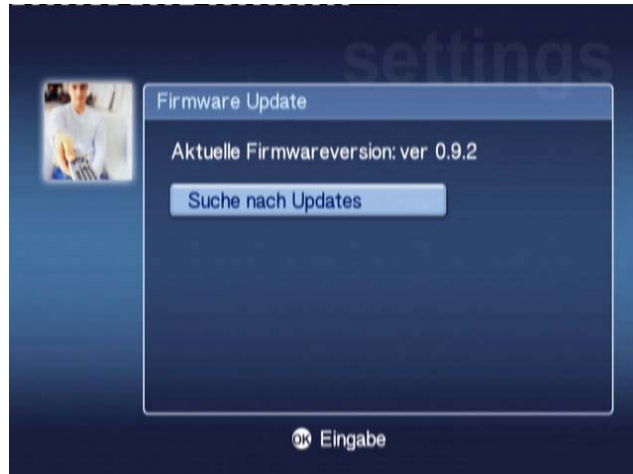 settings
Firmware Update
Aktuelle Firmwareversion: ver 0.9.2
Suche nach Updates
OK Eingabe